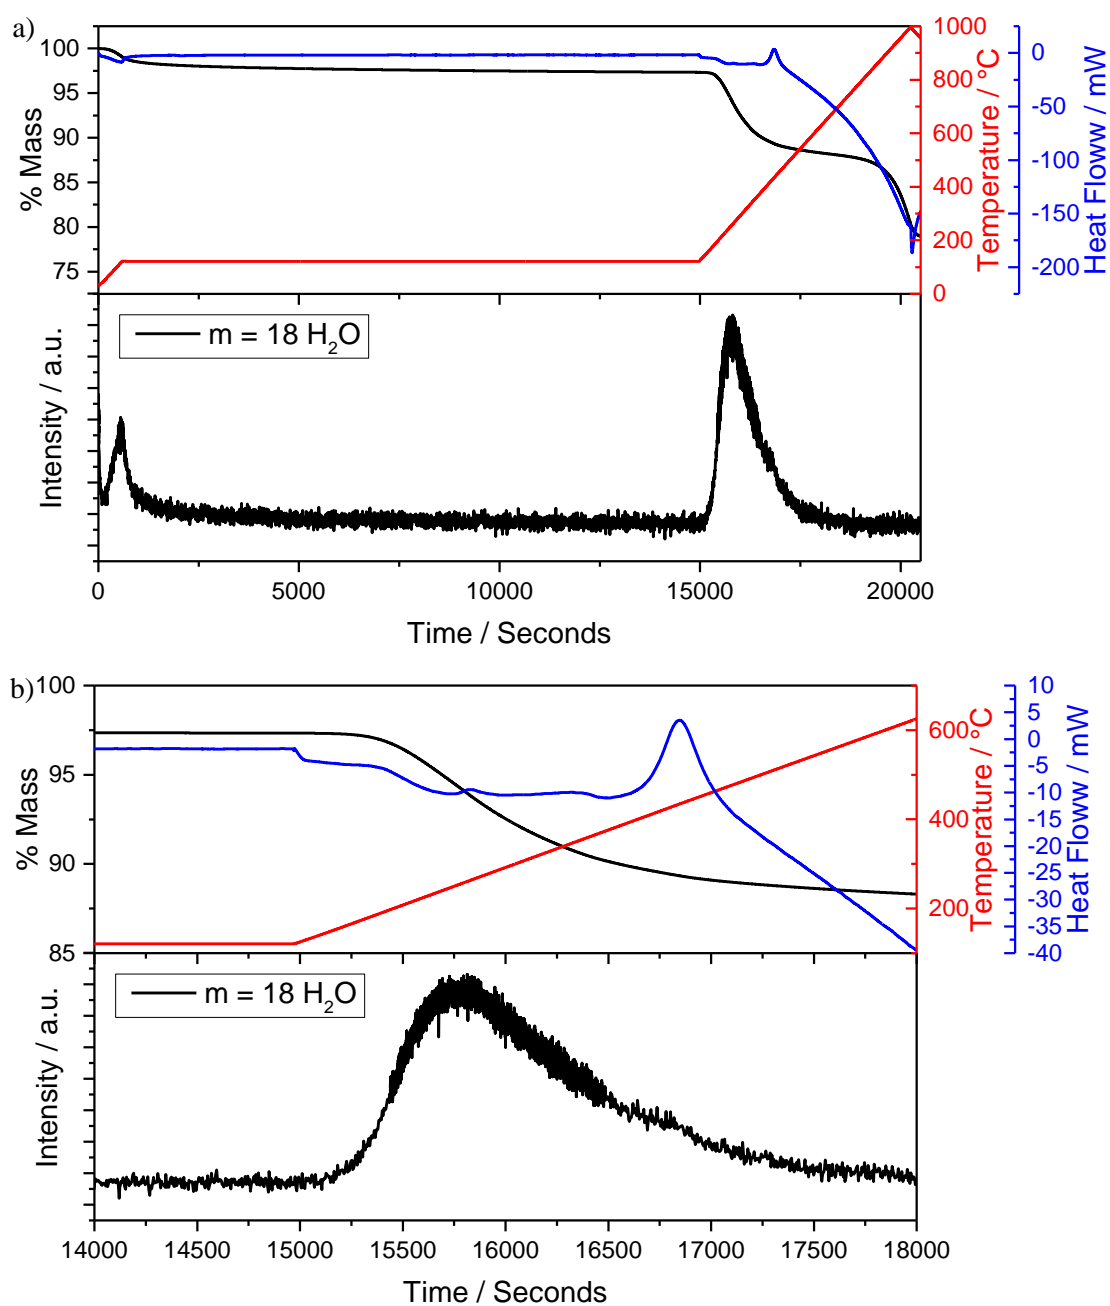 a)
100
95
90
85
80
75
% Mass
1000
800
600
400
200
0
Temperature / °C
0
-50
-100
-150
-200
Heat Floww / mW
m = 18 H₂O
Intensity / a.u.
0 5000 10000 15000 20000
Time / Seconds
b)
100
95
90
85
% Mass
600
400
200
Temperature / °C
10
5
0
-5
-10
-15
-20
-25
-30
-35
-40
Heat Floww / mW
m = 18 H₂O
Intensity / a.u.
14000 14500 15000 15500 16000 16500 17000 17500 18000
Time / Seconds